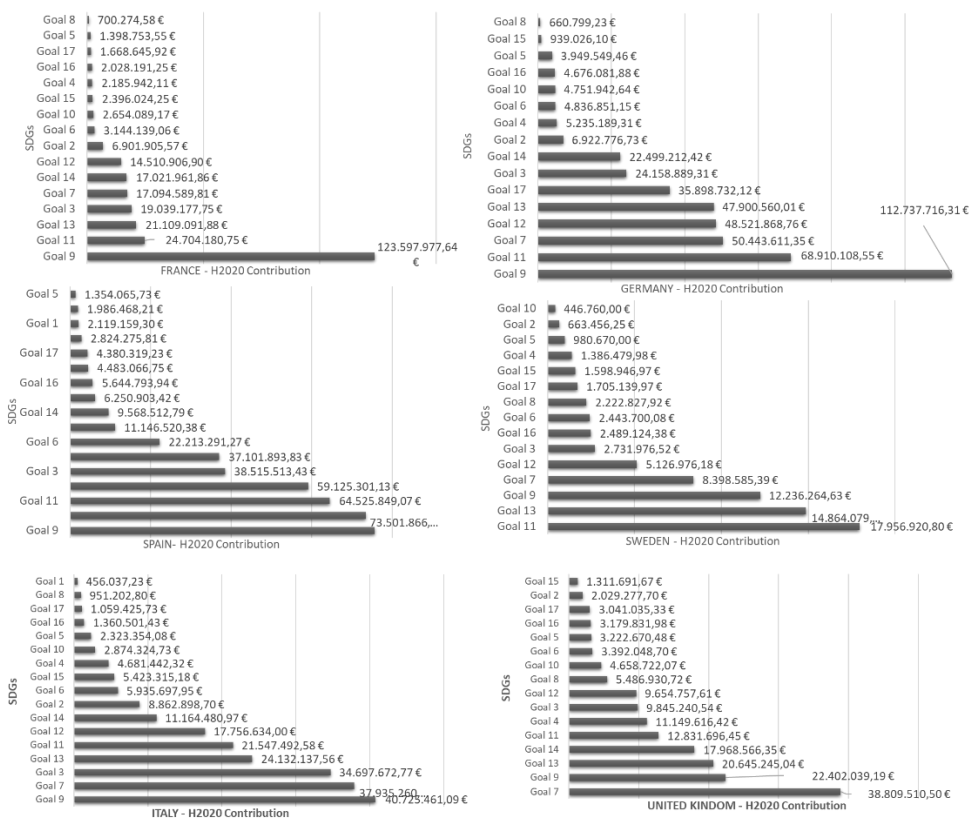 Goal 8 700.274,58 €
Goal 5 1.398.753,55 €
Goal 17 1.668.645,92 €
Goal 16 2.028.191,25 €
Goal 4 2.185.942,11 €
Goal 15 2.396.024,25 €
Goal 10 2.654.089,17 €
Goal 6 3.144.139,06 €
Goal 2 6.901.905,57 €
Goal 12 14.510.906,90 €
Goal 14 17.021.961,86 €
Goal 7 17.094.589,81 €
Goal 3 19.039.177,75 €
Goal 13 21.109.091,88 €
Goal 11 24.704.180,75 €
Goal 9 123.597.977,64
€
SDGs
FRANCE - H2020 Contribution
Goal 8 660.799,23 €
Goal 15 939.026,10 €
Goal 5 3.949.549,46 €
Goal 16 4.676.081,88 €
Goal 10 4.751.942,64 €
Goal 6 4.836.851,15 €
Goal 4 5.235.189,31 €
Goal 2 6.922.776,73 €
Goal 14 22.499.212,42 €
Goal 3 24.158.889,31 €
Goal 17 35.898.732,12 €
Goal 13 47.900.560,01 €
Goal 12 48.521.868,76 €
Goal 7 50.443.611,35 €
Goal 11 68.910.108,55 €
Goal 9 112.737.716,31 €
SDGs
GERMANY - H2020 Contribution
Goal 5 1.354.065,73 €
1.986.468,21 €
Goal 1 2.119.159,30 €
2.824.275,81 €
Goal 17 4.380.319,23 €
4.483.066,75 €
Goal 16 5.644.793,94 €
6.250.903,42 €
Goal 14 9.568.512,79 €
11.146.520,38 €
Goal 6 22.213.291,27 €
37.101.893,83 €
Goal 3 38.515.513,43 €
59.125.301,13 €
Goal 11 64.525.849,07 €
73.501.866,...
Goal 9
SDGs
SPAIN- H2020 Contribution
Goal 10 446.760,00 €
Goal 2 663.456,25 €
Goal 5 980.670,00 €
Goal 4 1.386.479,98 €
Goal 15 1.598.946,97 €
Goal 17 1.705.139,97 €
Goal 8 2.222.827,92 €
Goal 6 2.443.700,08 €
Goal 16 2.489.124,38 €
Goal 3 2.731.976,52 €
Goal 12 5.126.976,18 €
Goal 7 8.398.585,39 €
Goal 9 12.236.264,63 €
Goal 13 14.864.079,...
Goal 11 17.956.920,80 €
SDGs
SWEDEN - H2020 Contribution
Goal 1 456.037,23 €
Goal 8 951.202,80 €
Goal 17 1.059.425,73 €
Goal 16 1.360.501,43 €
Goal 5 2.323.354,08 €
Goal 10 2.874.324,73 €
Goal 4 4.681.442,32 €
Goal 15 5.423.315,18 €
Goal 6 5.935.697,95 €
Goal 2 8.862.898,70 €
Goal 14 11.164.480,97 €
Goal 12 17.756.634,00 €
Goal 11 21.547.492,58 €
Goal 13 24.132.137,56 €
Goal 3 34.697.672,77 €
Goal 7 37.935.260,...
Goal 9 40.725.461,09 €
SDGs
ITALY - H2020 Contribution
Goal 15 1.311.691,67 €
Goal 2 2.029.277,70 €
Goal 17 3.041.035,33 €
Goal 16 3.179.831,98 €
Goal 5 3.222.670,48 €
Goal 6 3.392.048,70 €
Goal 10 4.658.722,07 €
Goal 8 5.486.930,72 €
Goal 12 9.654.757,61 €
Goal 3 9.845.240,54 €
Goal 4 11.149.616,42 €
Goal 11 12.831.696,45 €
Goal 14 17.968.566,35 €
Goal 13 20.645.245,04 €
Goal 9 22.402.039,19 €
Goal 7 38.809.510,50 €
SDGs
UNITED KINDOM - H2020 Contribution